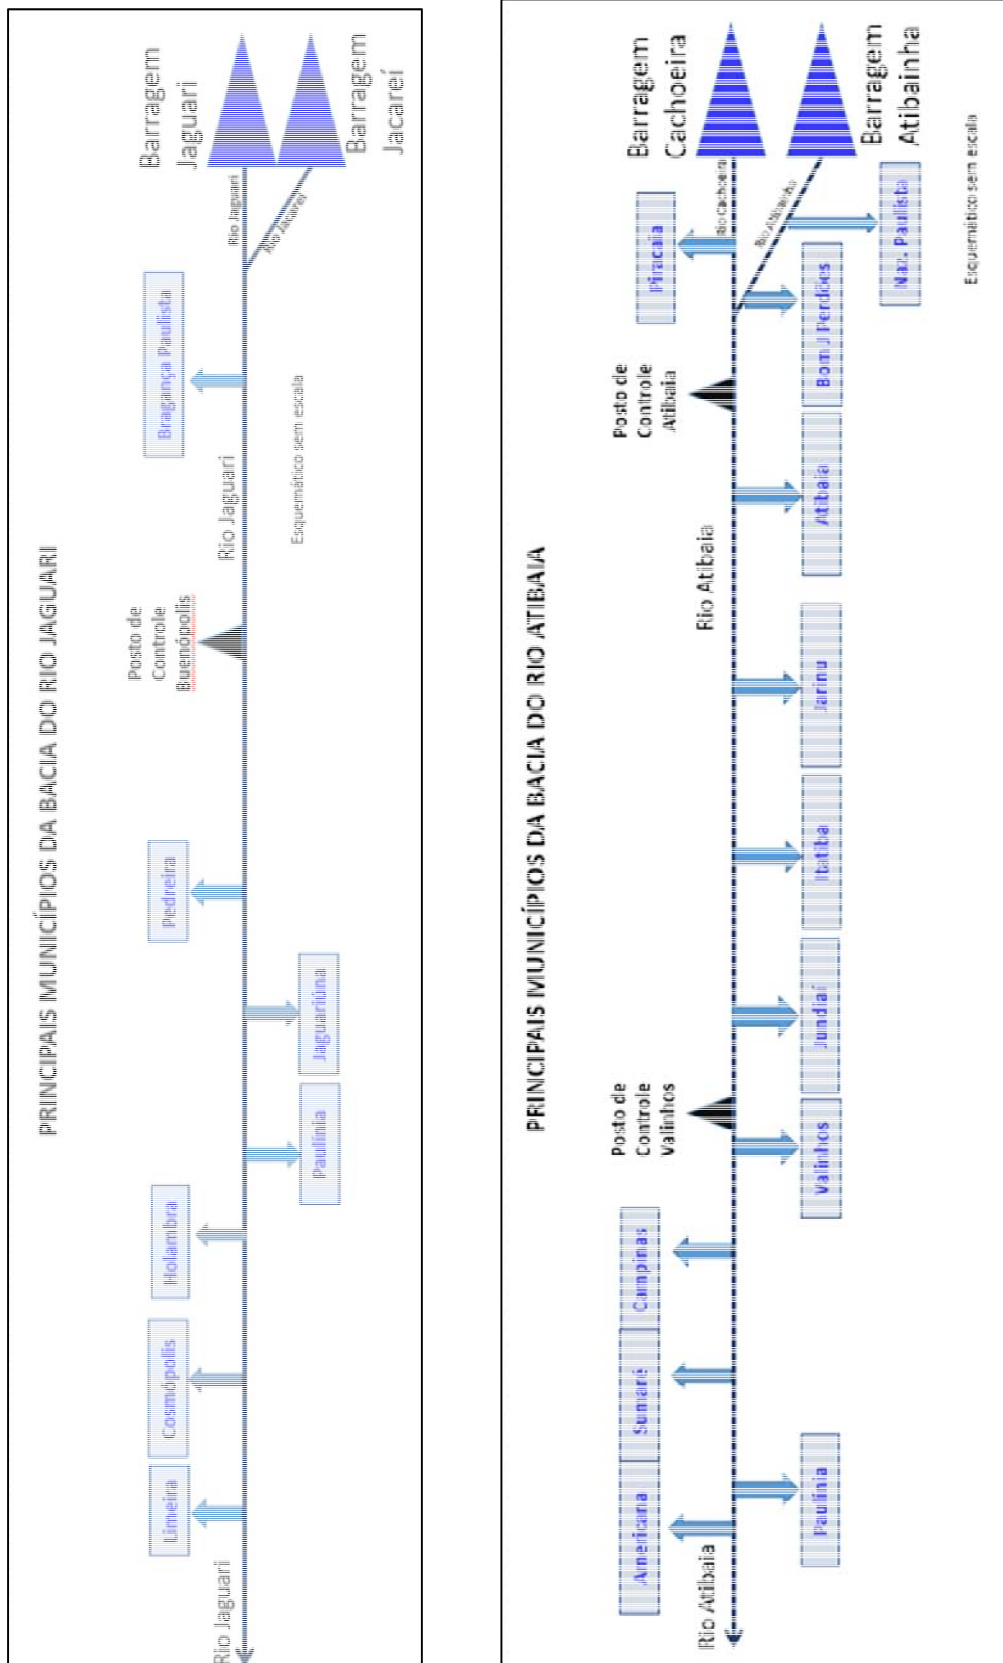 PRINCIPAIS MUNICÍPIOS DA BACIA DO RIO JAGUARI
Barragem
Jaguari
Barragem
Jacareí
Rio Jaguari
Rio Jacareí
Bragança Paulista
Esquemático sem escala
Rio Jaguari
Posto de
Controle
Buenópolis
Pedreira
Jaguariúna
Paulínia
Holambra
Cosmópolis
Limeira
Rio Jaguari
PRINCIPAIS MUNICÍPIOS DA BACIA DO RIO ATIBAIA
Barragem
Cachoeira
Barragem
Atibainha
Rio Cachoeira
Rio Atibainha
Piracaia
Naz. Paulista
Bom J Perdões
Esquemático sem escala
Posto de
Controle
Atibaia
Atibaia
Rio Atibaia
Jarinu
Itatiba
Jundiaí
Posto de
Controle
Valinhos
Valinhos
Campinas
Sumaré
Americana
Paulínia
Rio Atibaia